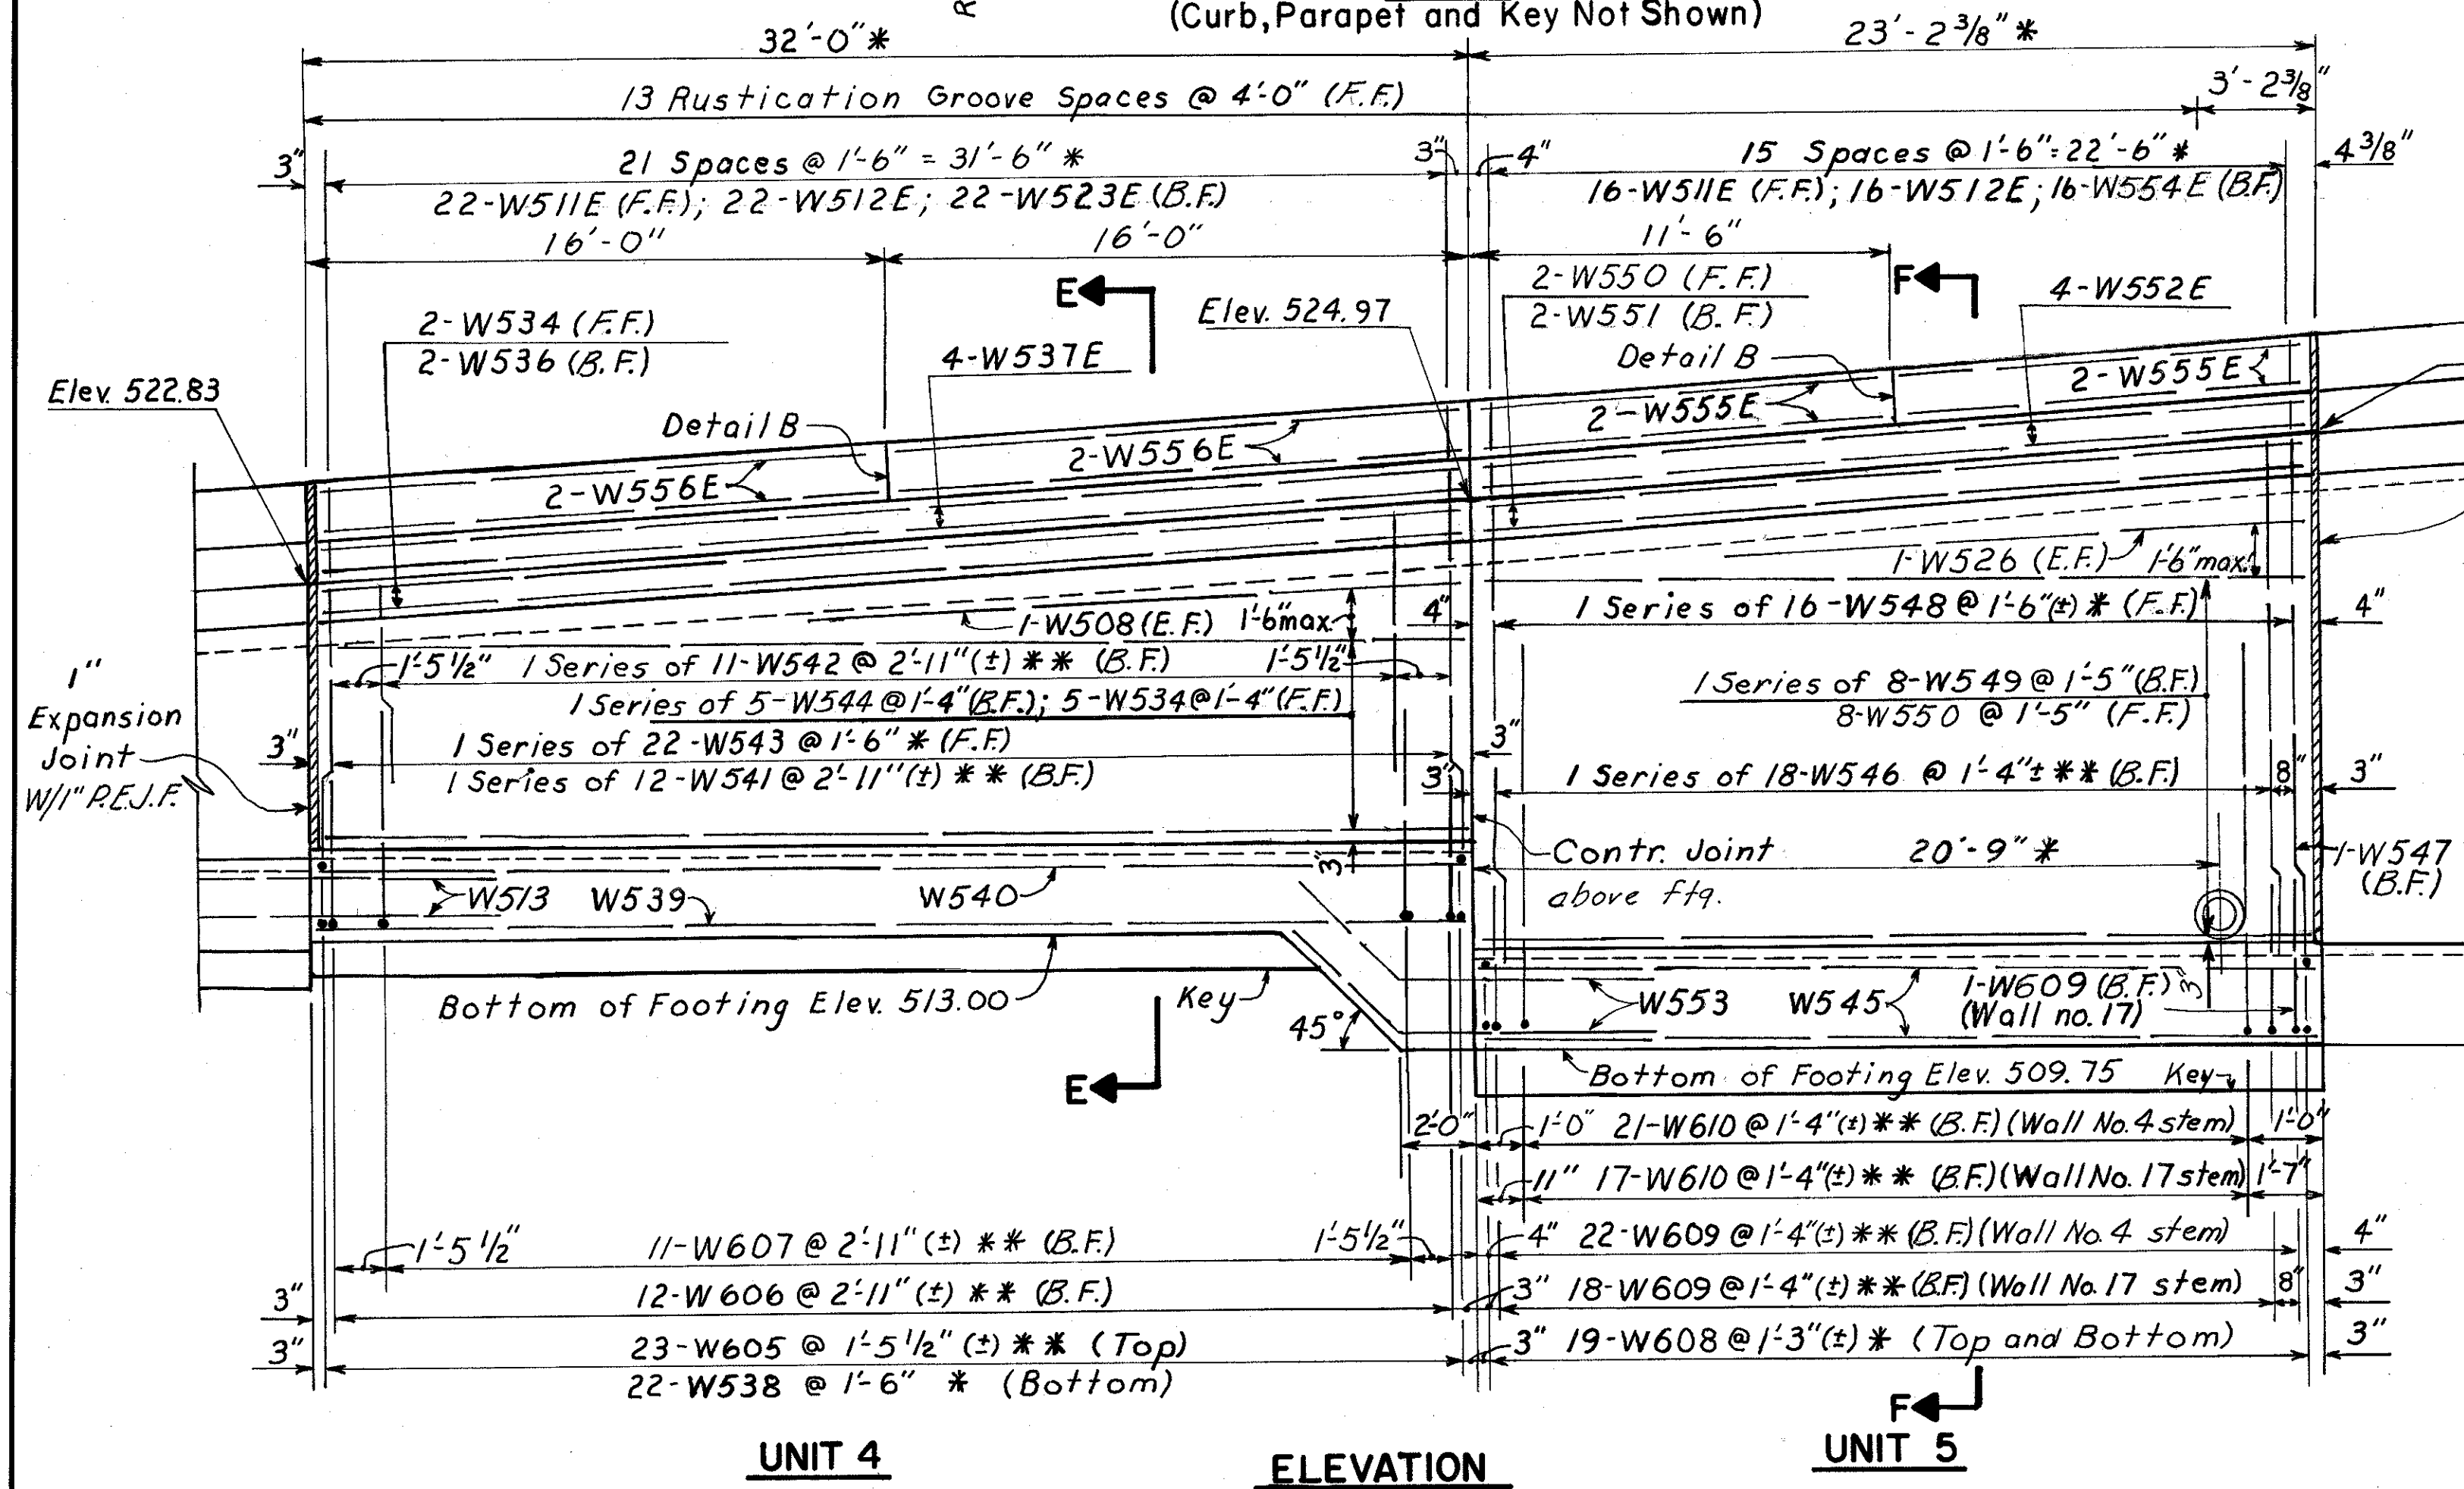 R
(Curb, Parapet and Key Not Shown)
32'-0" *
23'-2 3/8" *
13 Rustication Groove Spaces @ 4'-0" (F.F.)
3'-2 3/8"
3"
21 Spaces @ 1'-6" = 31'-6" *
3"
4"
15 Spaces @ 1'-6" = 22'-6" *
4 3/8"
22-W511E (F.F.); 22-W512E; 22-W523E (B.F.)
16-W511E (F.F.); 16-W512E; 16-W554E (B.F.)
16'-0"
16'-0"
11'-6"
E
F
2-W534 (F.F.)
2-W536 (B.F.)
4-W537E
Elev. 524.97
2-W550 (F.F.)
2-W551 (B.F.)
4-W552E
Elev. 522.83
Detail B
Detail B
2-W555E
2-W555E
2-W556E
2-W556E
1-W526 (E.F.)
1'-6" max.
1-W508 (E.F.)
1'-6" max.
4"
1 Series of 16-W548 @ 1'-6"(±) * (F.F.)
4"
1'-5 1/2"
1 Series of 11-W542 @ 2'-11"(±) * * (B.F.)
1'-5 1/2"
1 Series of 5-W544 @ 1'-4" (B.F.); 5-W534 @ 1'-4" (F.F.)
1 Series of 8-W549 @ 1'-5" (B.F.)
8-W550 @ 1'-5" (F.F.)
1"
Expansion
Joint
W/1" P.E.J.F.
3"
1 Series of 22-W543 @ 1'-6" * (F.F.)
3"
1 Series of 12-W541 @ 2'-11"(±) * * (B.F.)
3"
1 Series of 18-W546 @ 1'-4"± * * (B.F.)
8"
3"
3"
Contr. Joint
above ftg.
20'-9" *
1-W547
(B.F.)
W513
W539
W540
Bottom of Footing Elev. 513.00
Key
45°
W553
W545
1-W609 (B.F.)
(Wall no. 17)
3"
Bottom of Footing Elev. 509.75
Key
E
2'-0"
1'-0"
21-W610 @ 1'-4"(±) * * (B.F.) (Wall No. 4 stem)
1'-0"
11"
17-W610 @ 1'-4"(±) * * (B.F.) (Wall No. 17 stem)
1'-7"
1'-5 1/2"
11-W607 @ 2'-11" (±) * * (B.F.)
1'-5 1/2"
4"
22-W609 @ 1'-4"(±) * * (B.F.) (Wall No. 4 stem)
4"
3"
12-W606 @ 2'-11" (±) * * (B.F.)
3"
18-W609 @ 1'-4"(±) * * (B.F.) (Wall No. 17 stem)
8"
3"
3"
23-W605 @ 1'-5 1/2" (±) * * (Top)
3"
19-W608 @ 1'-3"(±) * (Top and Bottom)
3"
22-W538 @ 1'-6" * (Bottom)
F
UNIT 4
ELEVATION
UNIT 5